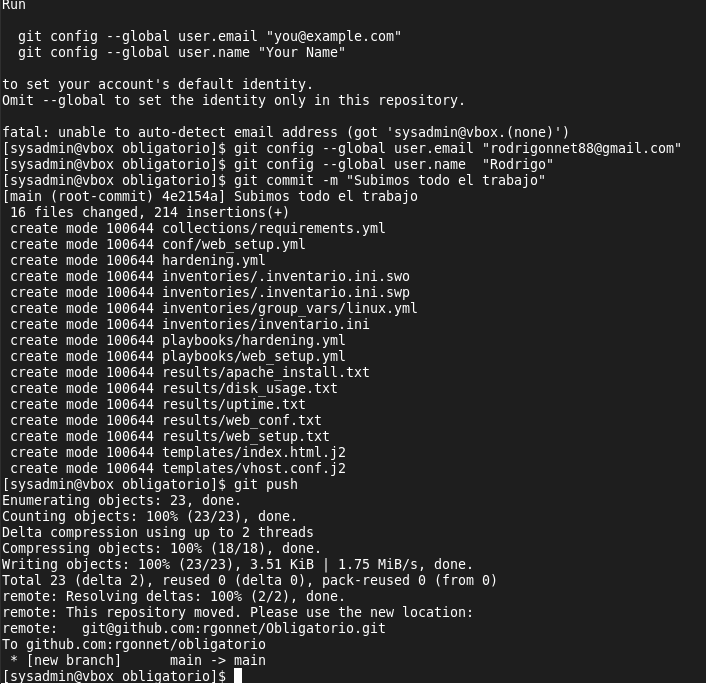 Run
  git config --global user.email "you@example.com"
  git config --global user.name "Your Name"
to set your account's default identity.
Omit --global to set the identity only in this repository.
fatal: unable to auto-detect email address (got 'sysadmin@vbox.(none)')
[sysadmin@vbox obligatorio]$ git config --global user.email "rodrigonnet88@gmail.com"
[sysadmin@vbox obligatorio]$ git config --global user.name  "Rodrigo"
[sysadmin@vbox obligatorio]$ git commit -m "Subimos todo el trabajo"
[main (root-commit) 4e2154a] Subimos todo el trabajo
 16 files changed, 214 insertions(+)
 create mode 100644 collections/requirements.yml
 create mode 100644 conf/web_setup.yml
 create mode 100644 hardening.yml
 create mode 100644 inventories/.inventario.ini.swo
 create mode 100644 inventories/.inventario.ini.swp
 create mode 100644 inventories/group_vars/linux.yml
 create mode 100644 inventories/inventario.ini
 create mode 100644 playbooks/hardening.yml
 create mode 100644 playbooks/web_setup.yml
 create mode 100644 results/apache_install.txt
 create mode 100644 results/disk_usage.txt
 create mode 100644 results/uptime.txt
 create mode 100644 results/web_conf.txt
 create mode 100644 results/web_setup.txt
 create mode 100644 templates/index.html.j2
 create mode 100644 templates/vhost.conf.j2
[sysadmin@vbox obligatorio]$ git push
Enumerating objects: 23, done.
Counting objects: 100% (23/23), done.
Delta compression using up to 2 threads
Compressing objects: 100% (18/18), done.
Writing objects: 100% (23/23), 3.51 KiB | 1.75 MiB/s, done.
Total 23 (delta 2), reused 0 (delta 0), pack-reused 0 (from 0)
remote: Resolving deltas: 100% (2/2), done.
remote: This repository moved. Please use the new location:
remote:   git@github.com:rgonnet/Obligatorio.git
To github.com:rgonnet/obligatorio
 * [new branch]      main -> main
[sysadmin@vbox obligatorio]$